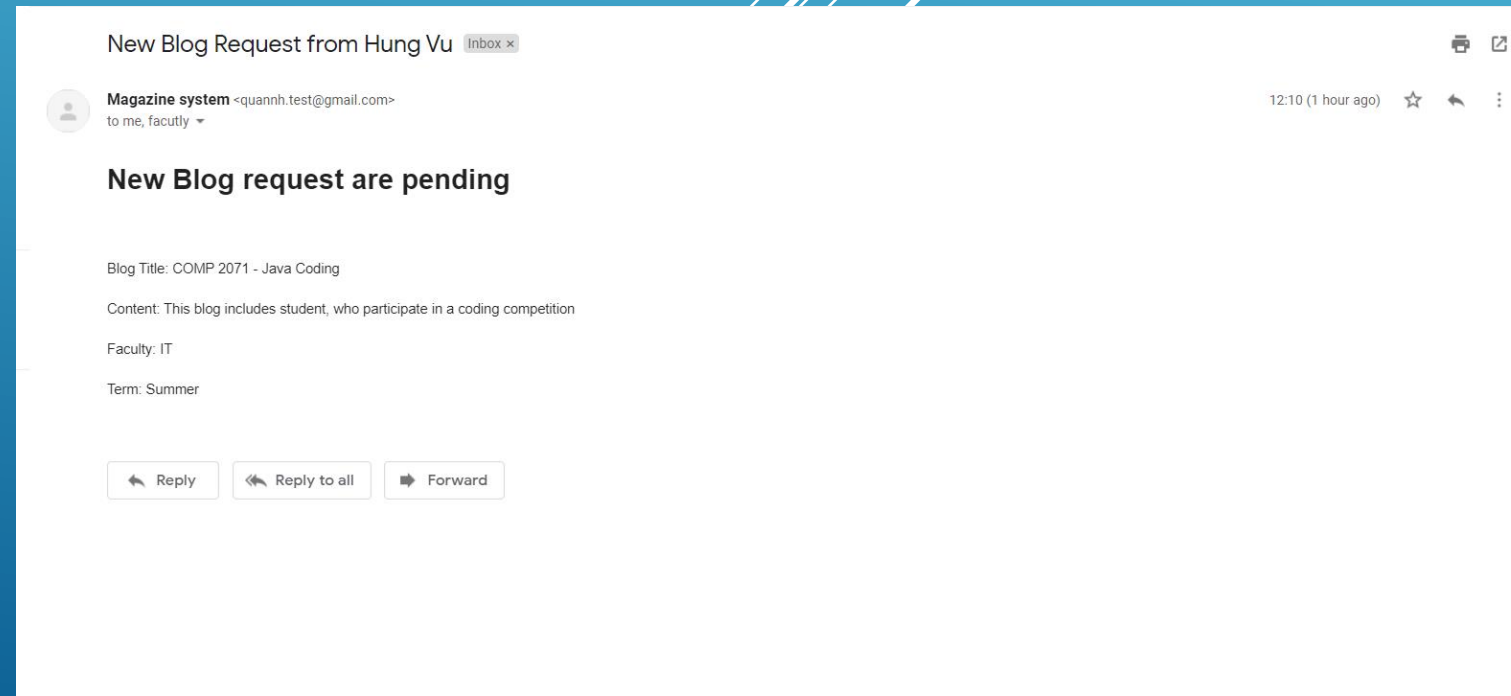 New Blog Request from Hung Vu Inbox ×
Magazine system <quannh.test@gmail.com> 12:10 (1 hour ago)
to me, facutly
New Blog request are pending
Blog Title: COMP 2071 - Java Coding
Content: This blog includes student, who participate in a coding competition
Faculty: IT
Term: Summer
Reply Reply to all Forward